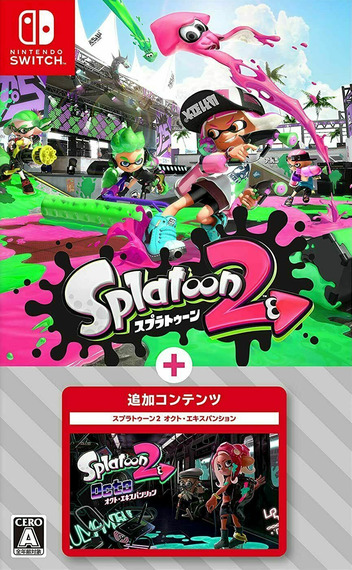 NINTENDO
SWITCH™
Splatoon 2
スプラトゥーン
+
追加コンテンツ
スプラトゥーン2 オクト・エキスパンション
Splatoon 2
Octo
オクト・エキスパンション
CERO
A
全年齢対象